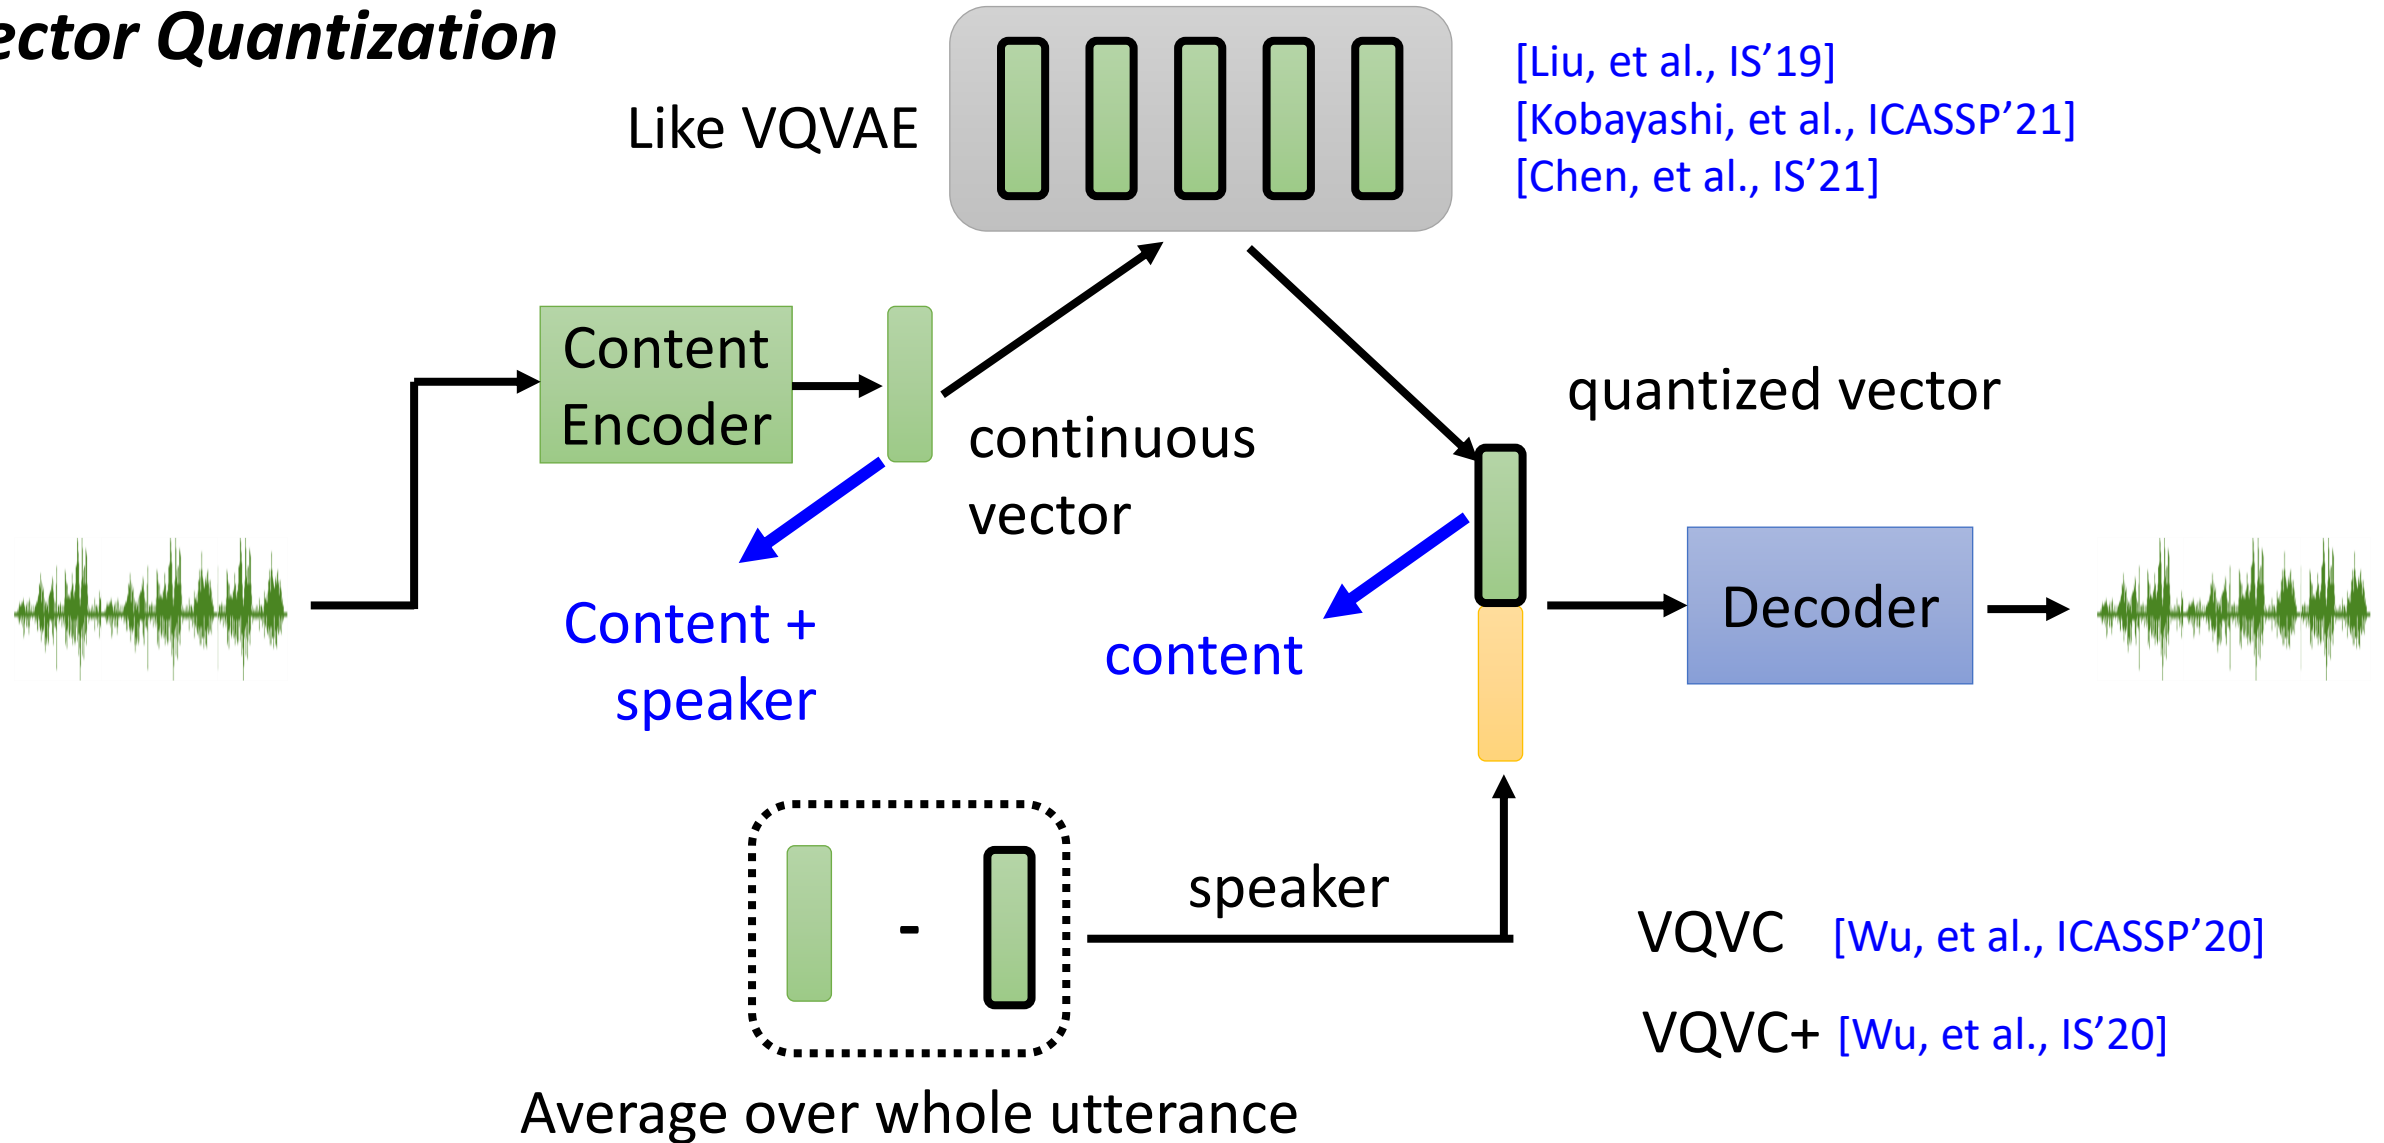 ector Quantization
Like VQVAE
[Liu, et al., IS’19]
[Kobayashi, et al., ICASSP’21]
[Chen, et al., IS’21]
Content
Encoder
continuous
vector
quantized vector
Content +
speaker
content
Decoder
-
speaker
Average over whole utterance
VQVC [Wu, et al., ICASSP’20]
VQVC+ [Wu, et al., IS’20]